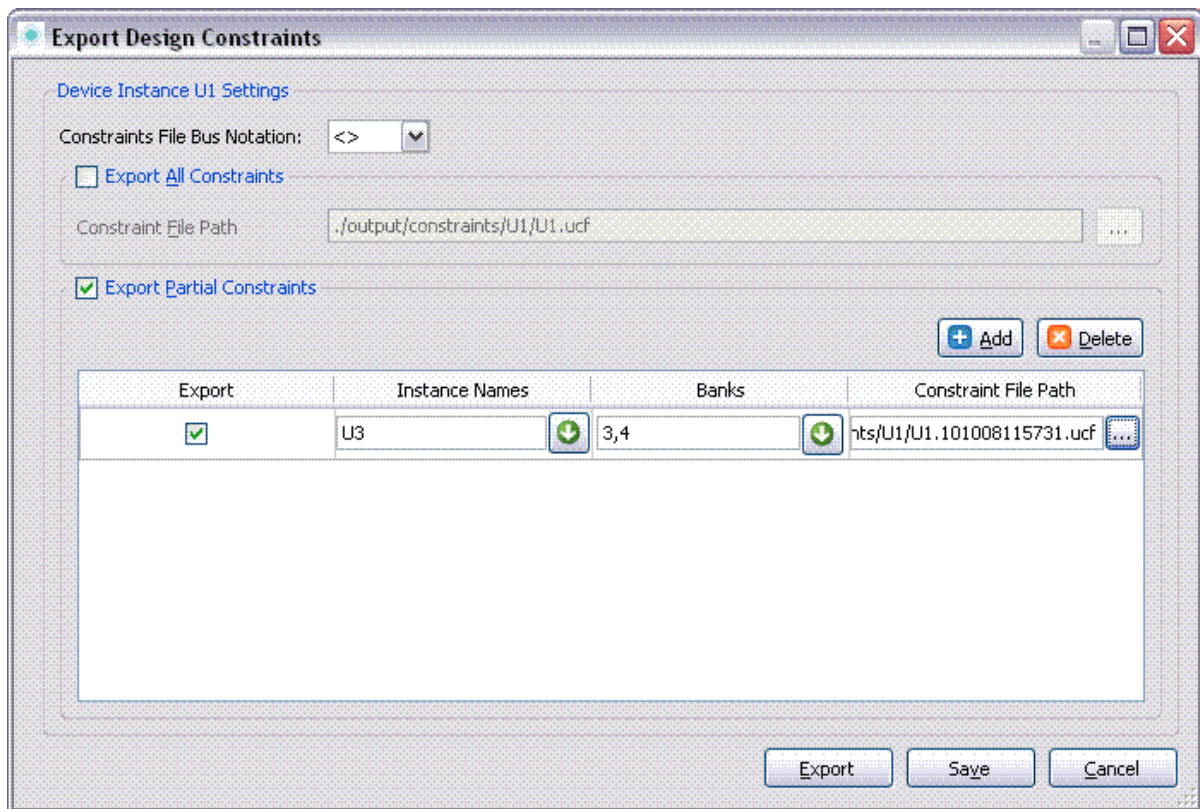 Export Design Constraints
Device Instance U1 Settings
Constraints File Bus Notation: <>
Export All Constraints
Constraint File Path ./output/constraints/U1/U1.ucf ...
Export Partial Constraints
Add Delete
Export Instance Names Banks Constraint File Path
U3 3,4 nts/U1/U1.101008115731.ucf ...
Export Save Cancel